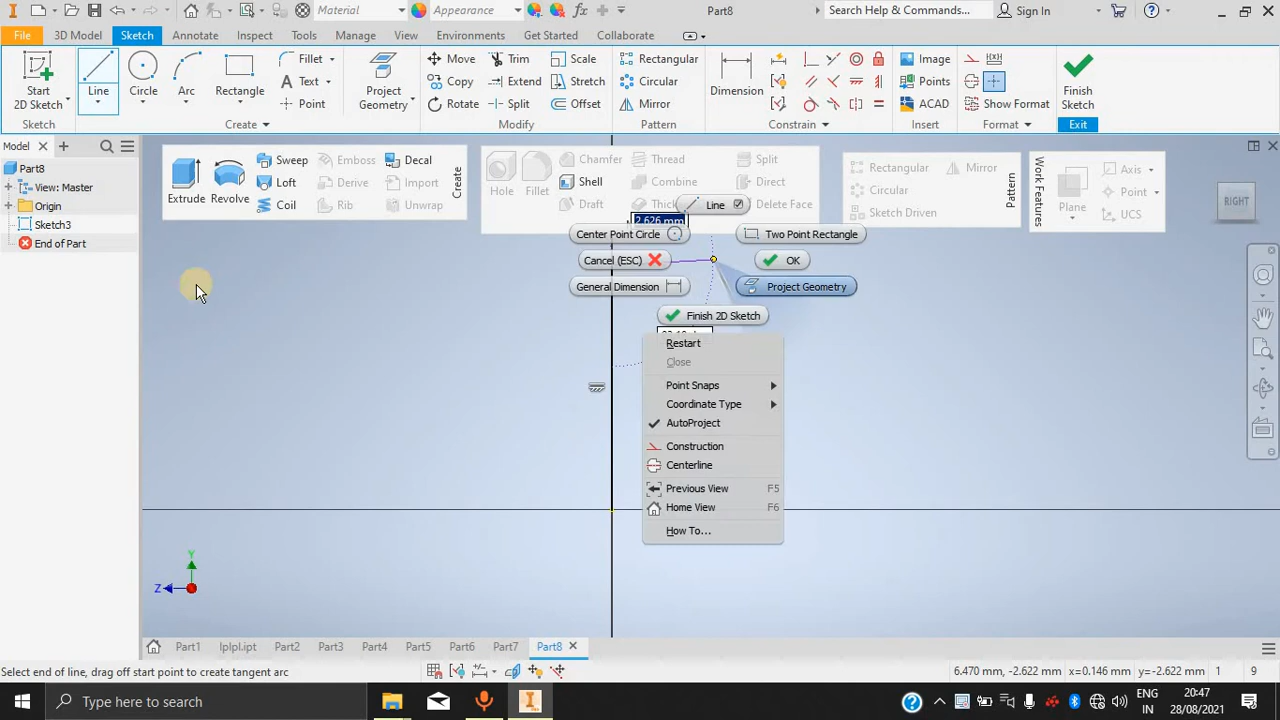 Material
Appearance
Part8
Search Help & Commands...
Sign In
File
3D Model
Sketch
Annotate
Inspect
Tools
Manage
View
Environments
Get Started
Collaborate
Start
2D Sketch
Line
Circle
Arc
Rectangle
Fillet
Text
Point
Project
Geometry
Move
Copy
Rotate
Trim
Extend
Split
Scale
Stretch
Offset
Rectangular
Circular
Mirror
Dimension
Image
Points
ACAD
Show Format
Finish
Sketch
Sketch
Create
Modify
Pattern
Constrain
Insert
Format
Exit
Model
Part8
View: Master
Origin
Sketch3
End of Part
Extrude
Revolve
Sweep
Loft
Coil
Emboss
Derive
Rib
Decal
Import
Unwrap
Create
Hole
Fillet
Chamfer
Shell
Draft
Thread
Combine
Split
Direct
Delete Face
Rectangular
Circular
Sketch Driven
Mirror
Pattern
Work Features
Plane
Axis
Point
UCS
RIGHT
Line
2.626 mm
Center Point Circle
Two Point Rectangle
Cancel (ESC)
OK
General Dimension
Project Geometry
Finish 2D Sketch
Restart
Close
Point Snaps
Coordinate Type
AutoProject
Construction
Centerline
Previous View F5
Home View F6
How To...
Y
Z
Part1
lplpl.ipt
Part2
Part3
Part4
Part5
Part6
Part7
Part8
Select end of line, drag off start point to create tangent arc
6.470 mm, -2.622 mm
x=0.146 mm
y=-2.622 mm
1
9
Type here to search
ENG
IN
20:47
28/08/2021